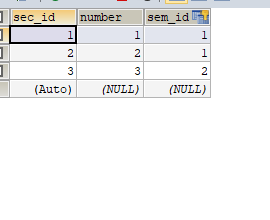 sec_id number sem_id
1 1 1
2 2 1
3 3 2
(Auto) (NULL) (NULL)